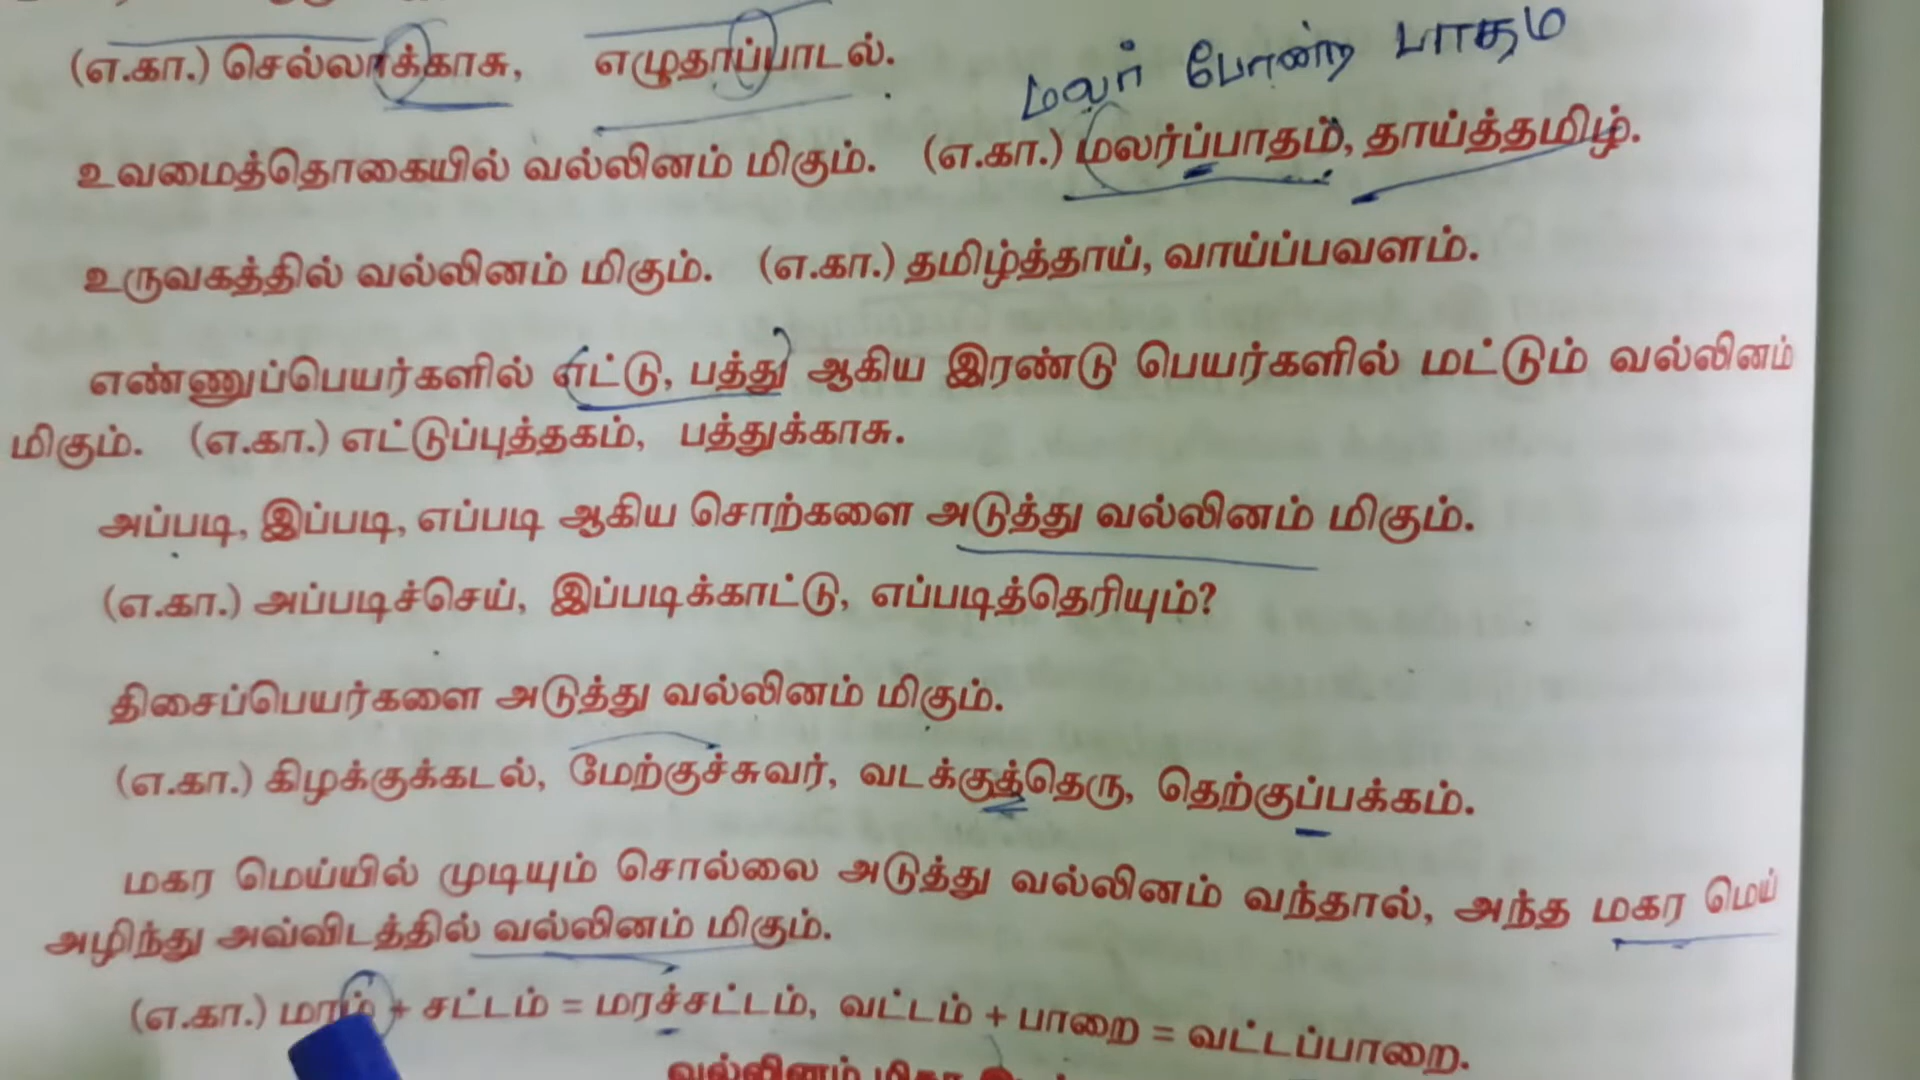 (எ.கா.) செல்லாக்காசு, எழுதாப்பாடல்.
மலர் போன்ற பாதம்
உவமைத்தொகையில் வல்லினம் மிகும். (எ.கா.) மலர்ப்பாதம், தாய்த்தமிழ்.
உருவகத்தில் வல்லினம் மிகும். (எ.கா.) தமிழ்த்தாய், வாய்ப்பவளம்.
எண்ணுப்பெயர்களில் எட்டு, பத்து ஆகிய இரண்டு பெயர்களில் மட்டும் வல்லினம்
மிகும். (எ.கா.) எட்டுப்புத்தகம், பத்துக்காசு.
அப்படி, இப்படி, எப்படி ஆகிய சொற்களை அடுத்து வல்லினம் மிகும்.
(எ.கா.) அப்படிச்செய், இப்படிக்காட்டு, எப்படித்தெரியும்?
திசைப்பெயர்களை அடுத்து வல்லினம் மிகும்.
(எ.கா.) கிழக்குக்கடல், மேற்குச்சுவர், வடக்குத்தெரு, தெற்குப்பக்கம்.
மகர மெய்யில் முடியும் சொல்லை அடுத்து வல்லினம் வந்தால், அந்த மகர மெய்
அழிந்து அவ்விடத்தில் வல்லினம் மிகும்.
(எ.கா.) மரம் + சட்டம் = மரச்சட்டம், வட்டம் + பாறை = வட்டப்பாறை.
வல்லினம் மிகா